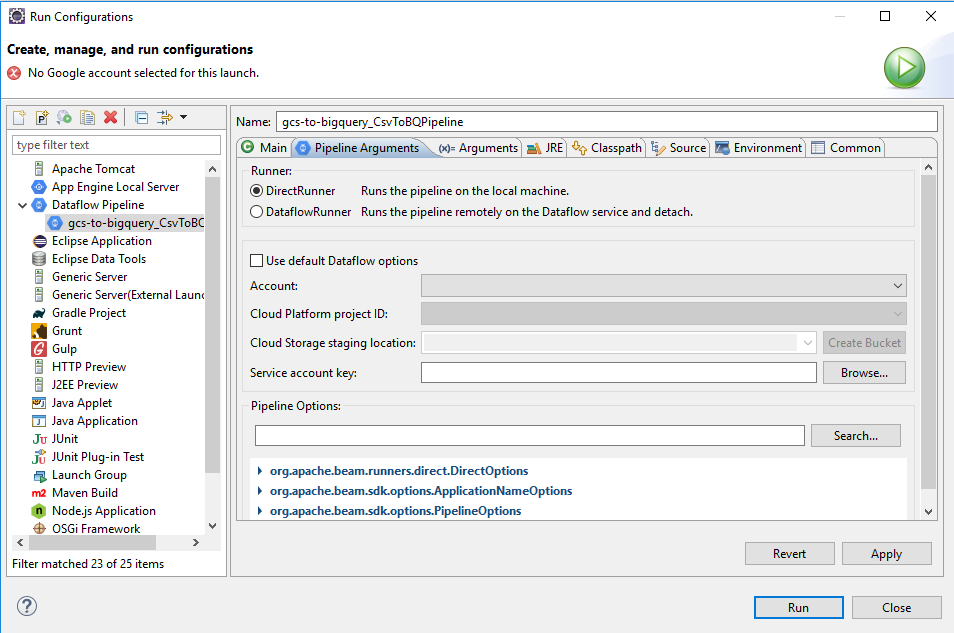 Run Configurations
Create, manage, and run configurations
No Google account selected for this launch.
type filter text
Apache Tomcat
App Engine Local Server
Dataflow Pipeline
gcs-to-bigquery_CsvToBC
Eclipse Application
Eclipse Data Tools
Generic Server
Generic Server(External Launc
Gradle Project
Grunt
Gulp
HTTP Preview
J2EE Preview
Java Applet
Java Application
JUnit
JUnit Plug-in Test
Launch Group
Maven Build
Node.js Application
OSGi Framework
Filter matched 23 of 25 items
Name: gcs-to-bigquery_CsvToBQPipeline
Main Pipeline Arguments (x)= Arguments JRE Classpath Source Environment Common
Runer:
DirectRunner Runs the pipeline on the local machine.
DataflowRunner Runs the pipeline remotely on the Dataflow service and detach.
Use default Dataflow options
Account:
Cloud Platform project ID:
Cloud Storage staging location: Create Bucket
Service account key: Browse...
Pipeline Options:
Search...
org.apache.beam.runners.direct.DirectOptions
org.apache.beam.sdk.options.ApplicationNameOptions
org.apache.beam.sdk.options.PipelineOptions
Revert Apply
Run Close